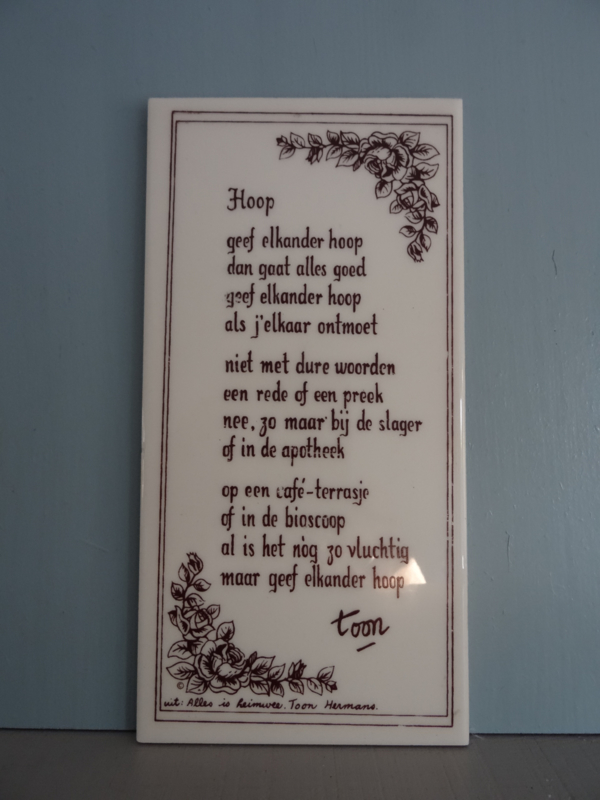 Hoop
geef elkander hoop
dan gaat alles goed
geef elkander hoop
als j'elkaar ontmoet
niet met dure woorden
een rede of een preek
nee, zo maar bij de slager
of in de apotheek
op een café-terrasje
of in de bioscoop
al is het nòg zo vluchtig
maar geef elkander hoop
toon
© uit: Alles is heimwee. Toon Hermans.